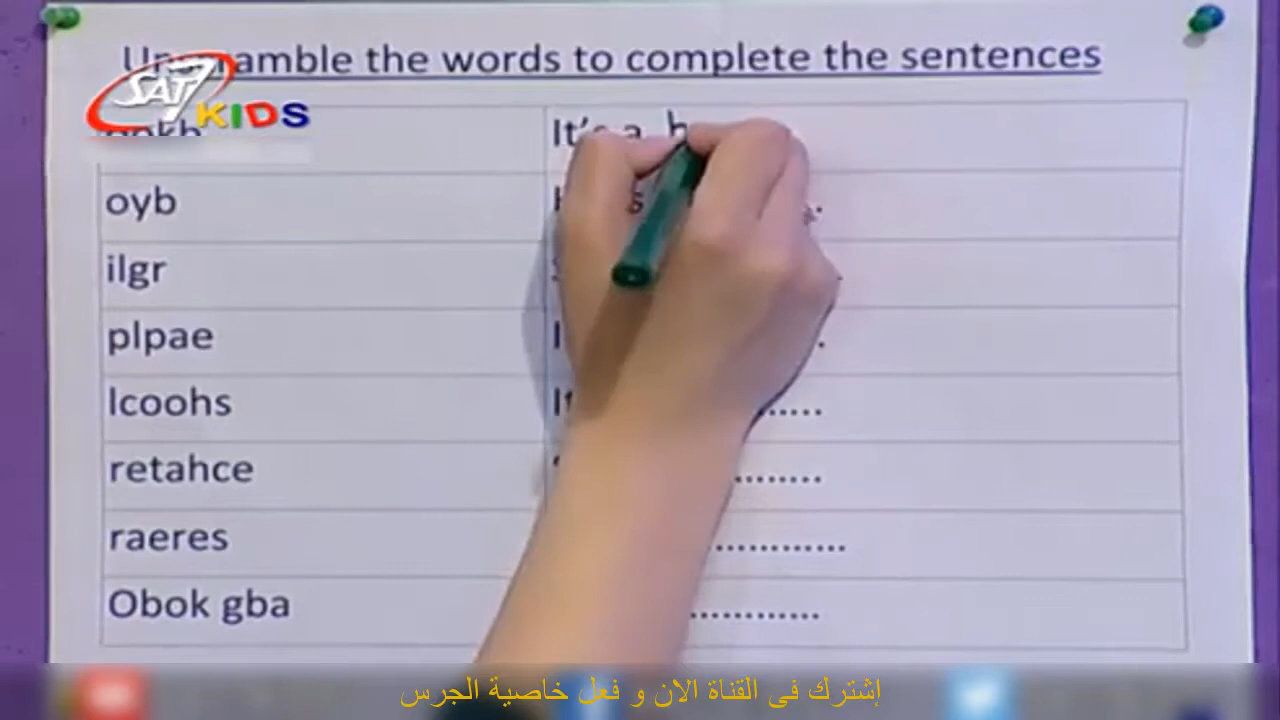 Unscramble the words to complete the sentences
SAT7
KIDS
It's a b
oyb
ilgr
plpae
lcoohs
retahce
raeres
Obok gba
إشترك فى القناة الان و فعل خاصية الجرس